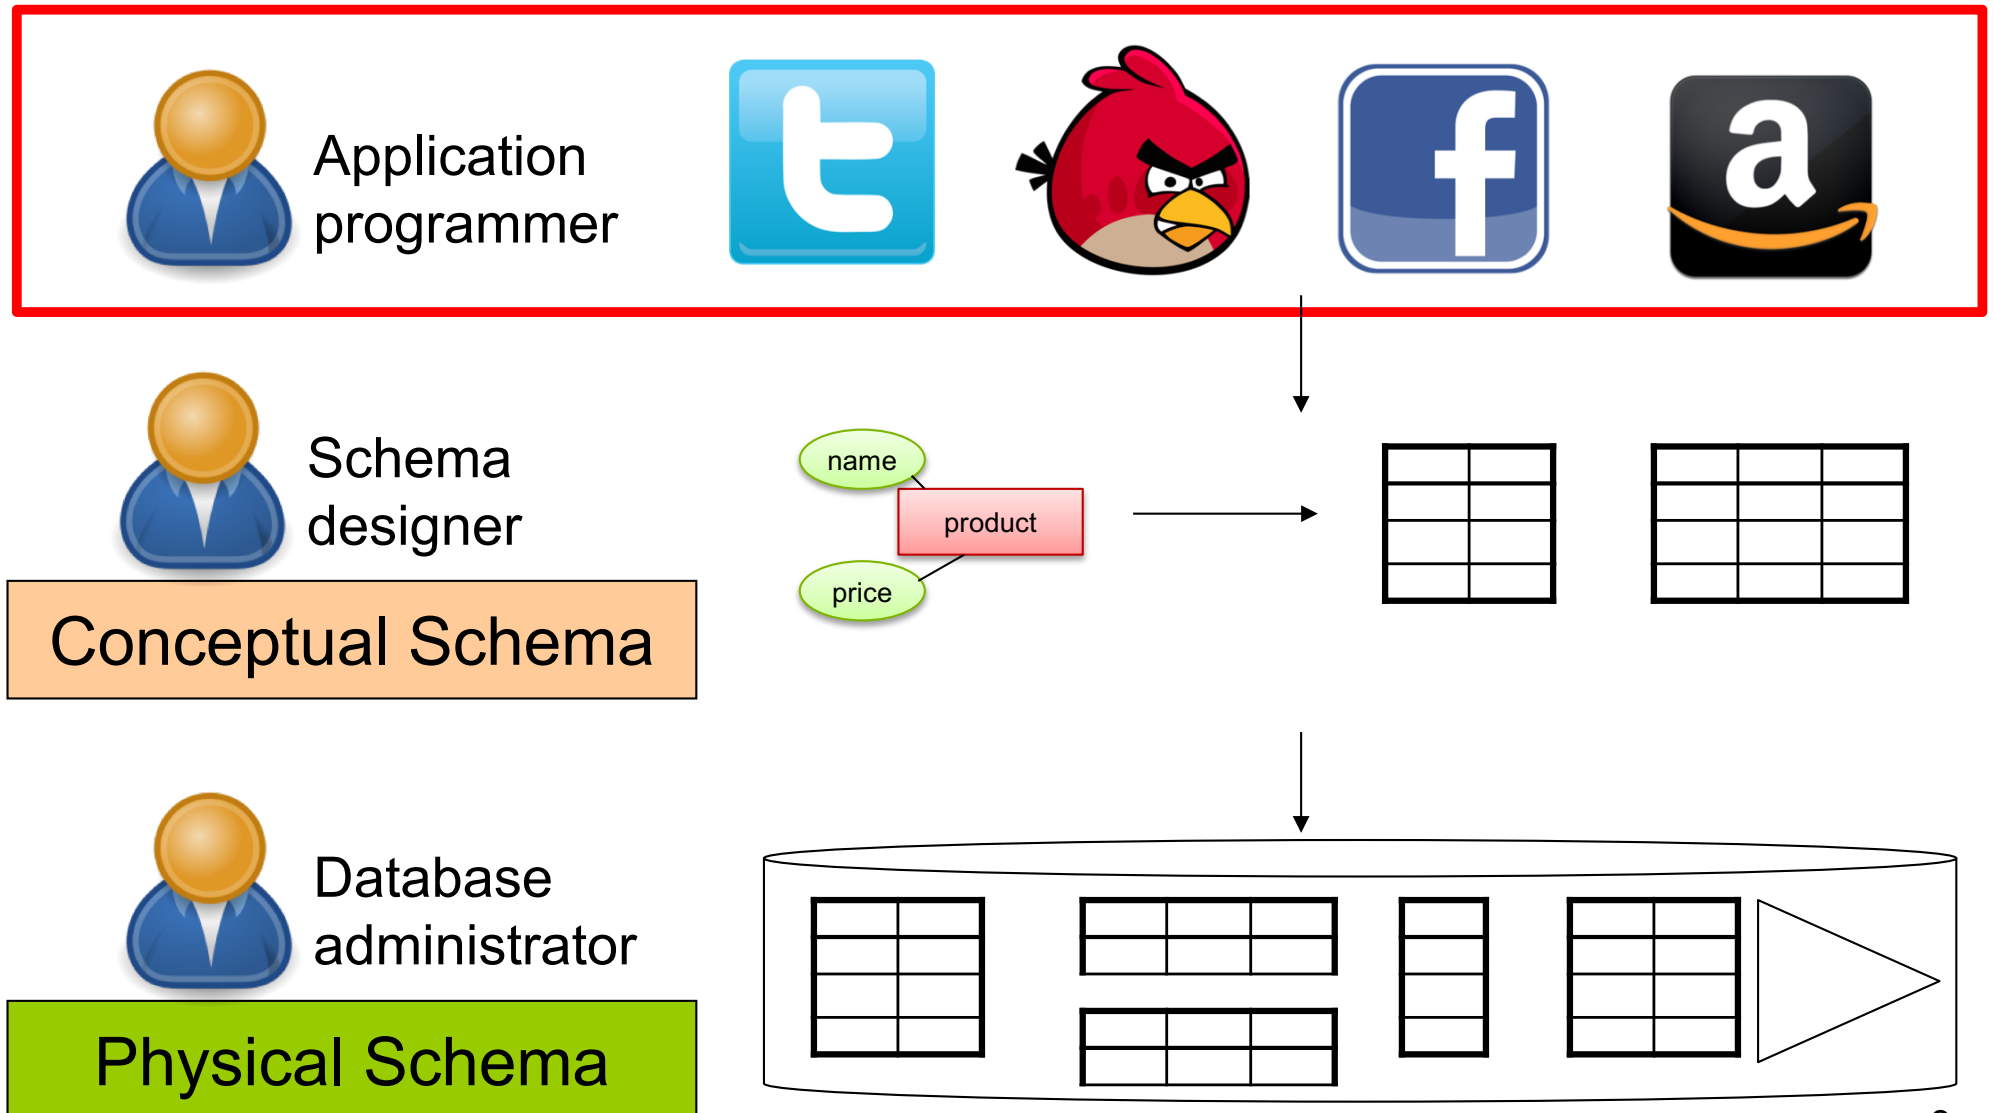 Application
programmer
t
f
a
Schema
designer
name
product
price
Conceptual Schema
Database
administrator
Physical Schema